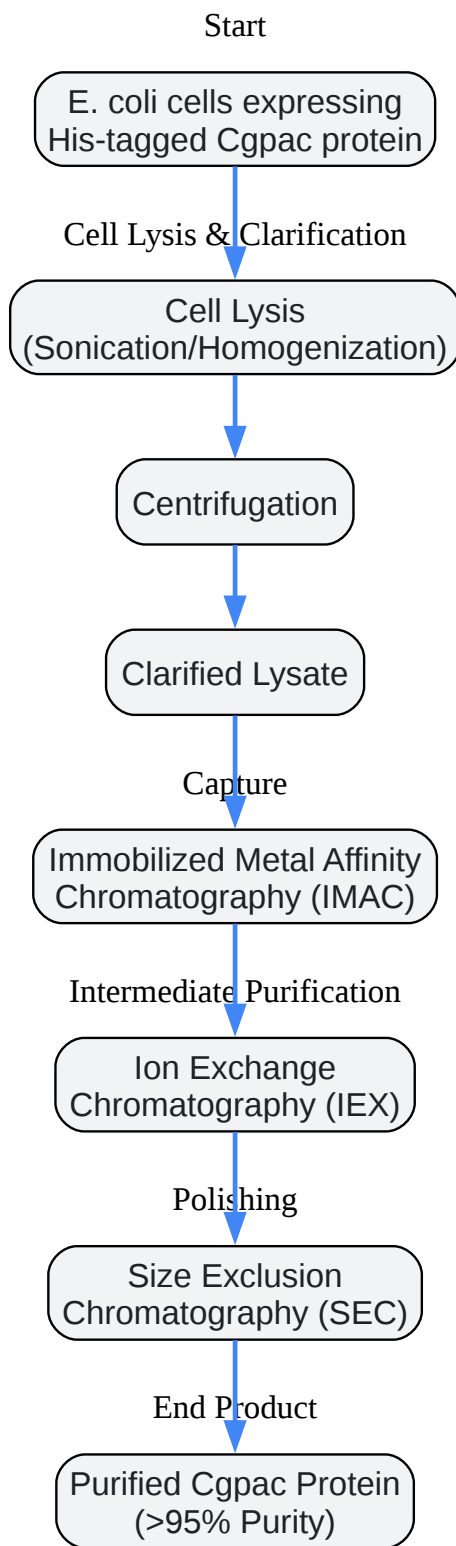 Start
E. coli cells expressing
His-tagged Cgpac protein
Cell Lysis & Clarification
Cell Lysis
(Sonication/Homogenization)
Centrifugation
Clarified Lysate
Capture
Immobilized Metal Affinity
Chromatography (IMAC)
Intermediate Purification
Ion Exchange
Chromatography (IEX)
Polishing
Size Exclusion
Chromatography (SEC)
End Product
Purified Cgpac Protein
(>95% Purity)